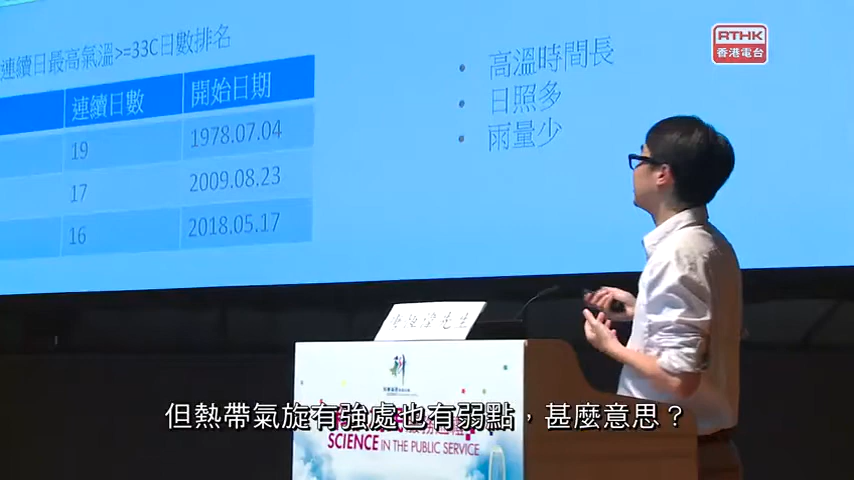 連續日最高氣溫>=33C日數排名
連續日數 開始日期
19 1978.07.04
17 2009.08.23
16 2018.05.17
高溫時間長
日照多
雨量少
RTHK
香港電台
先生
SCIENCE IN THE PUBLIC SERVICE
但熱帶氣旋有強處也有弱點，甚麼意思？